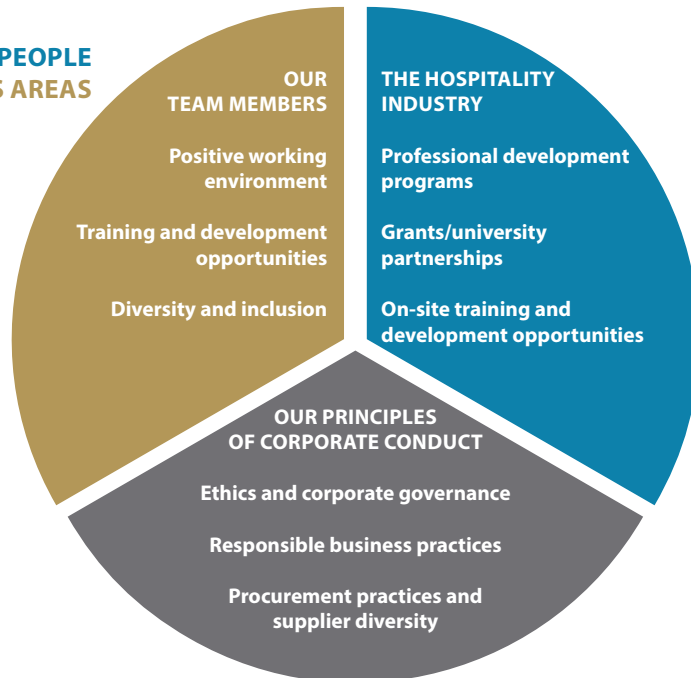 PEOPLE
AREAS
OUR
TEAM MEMBERS
Positive working
environment
Training and development
opportunities
Diversity and inclusion
THE HOSPITALITY
INDUSTRY
Professional development
programs
Grants/university
partnerships
On-site training and
development opportunities
OUR PRINCIPLES
OF CORPORATE CONDUCT
Ethics and corporate governance
Responsible business practices
Procurement practices and
supplier diversity